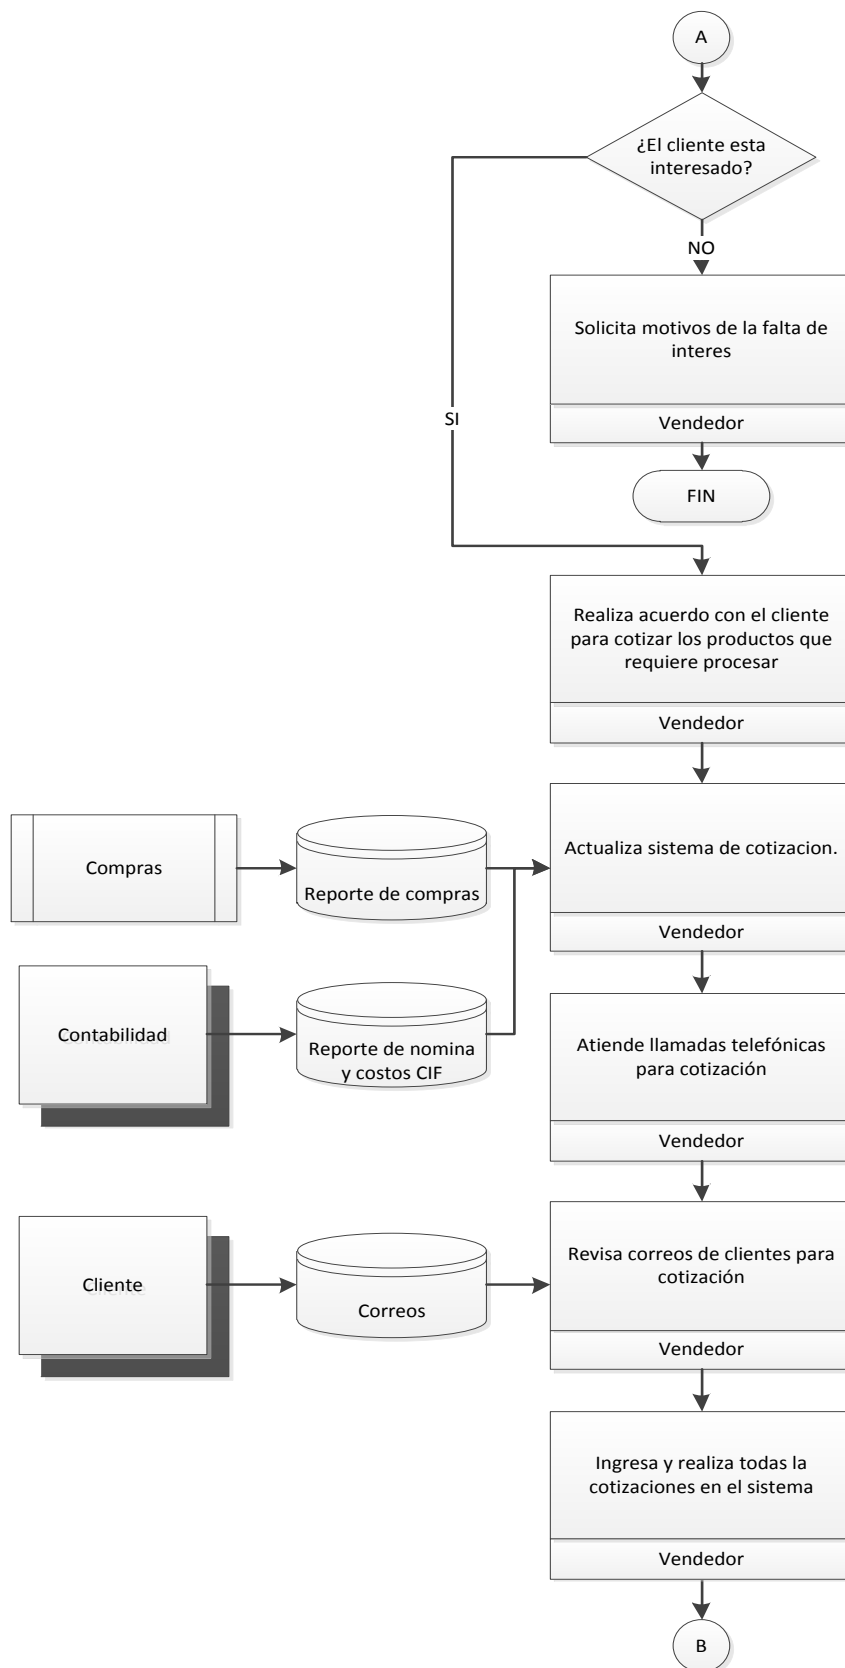 A
¿El cliente esta
interesado?
NO
Solicita motivos de la falta de
interes
SI
Vendedor
FIN
Realiza acuerdo con el cliente
para cotizar los productos que
requiere procesar
Vendedor
Compras
Reporte de compras
Actualiza sistema de cotizacion.
Vendedor
Contabilidad
Reporte de nomina
y costos CIF
Atiende llamadas telefónicas
para cotización
Vendedor
Cliente
Correos
Revisa correos de clientes para
cotización
Vendedor
Ingresa y realiza todas la
cotizaciones en el sistema
Vendedor
B